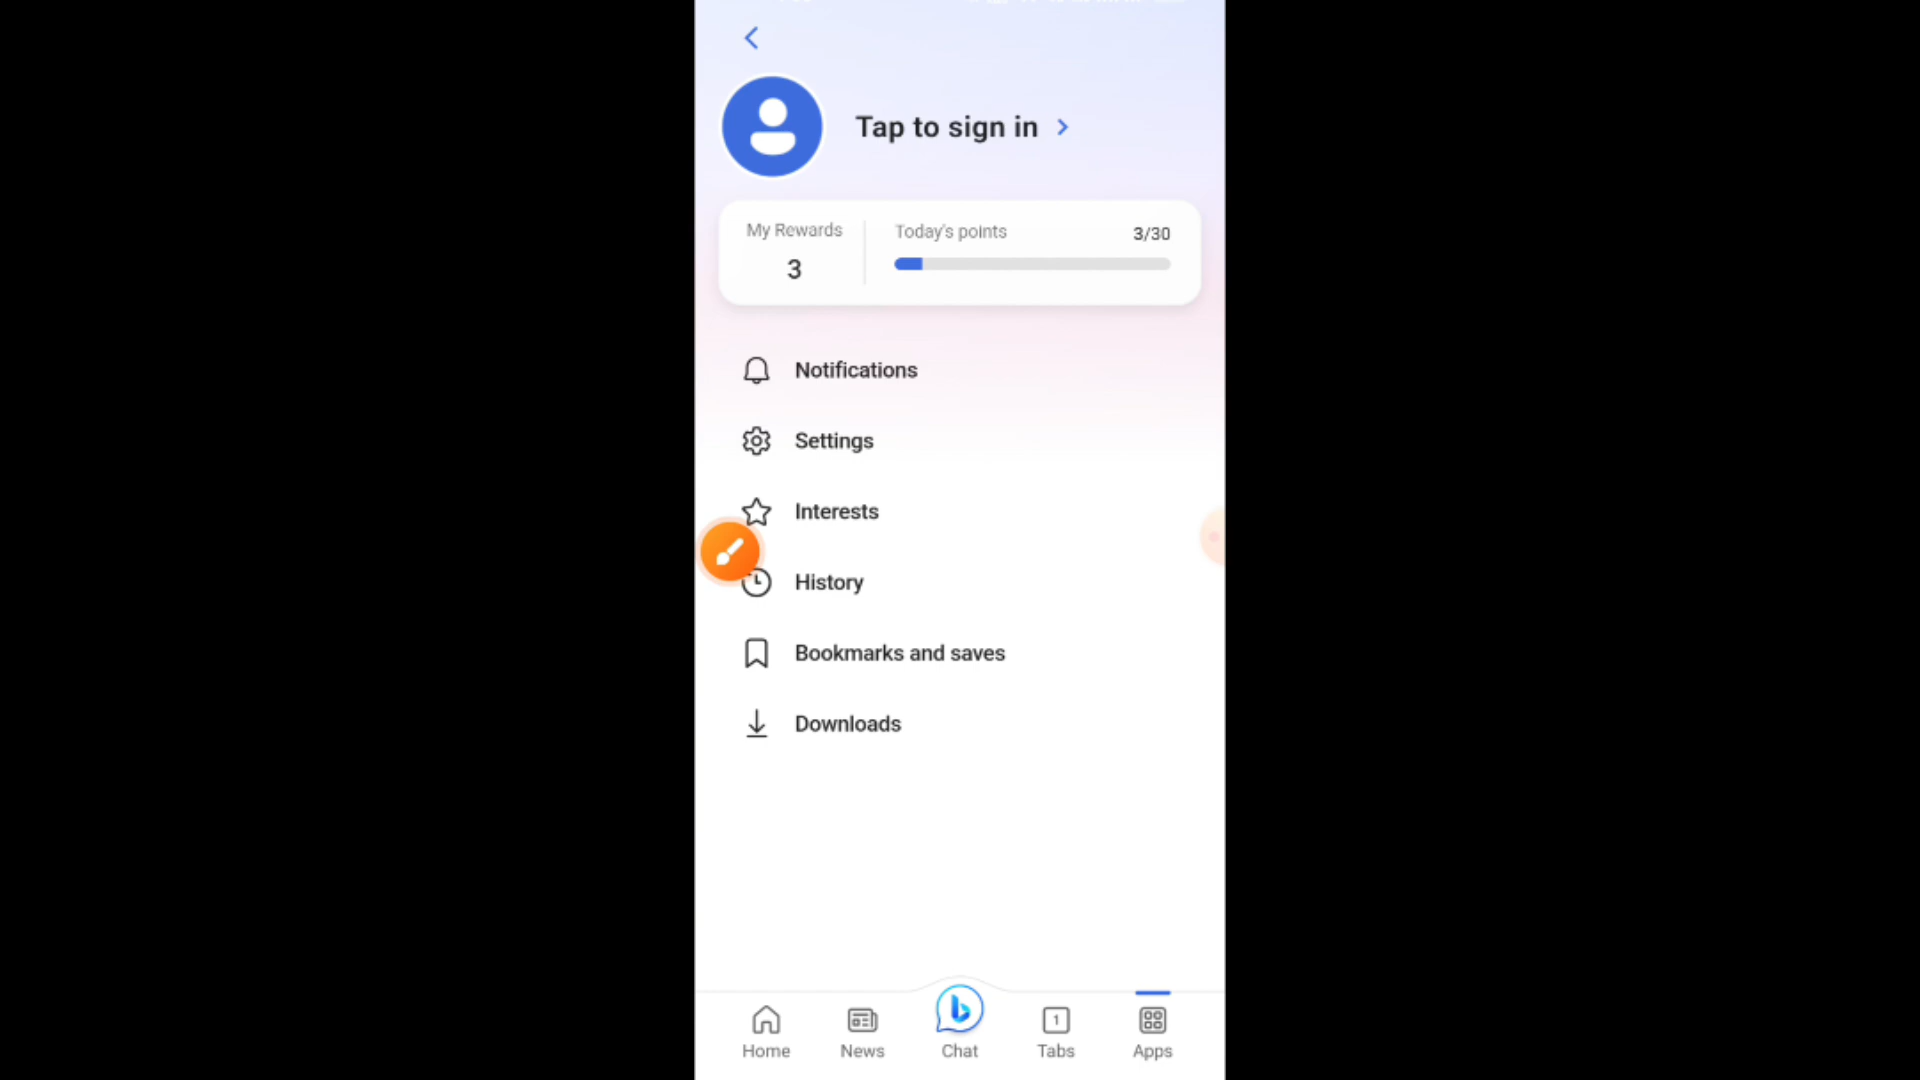 Tap to sign in
My Rewards
3
Today's points
3/30
Notifications
Settings
Interests
History
Bookmarks and saves
Downloads
1
Home
News
Chat
Tabs
Apps